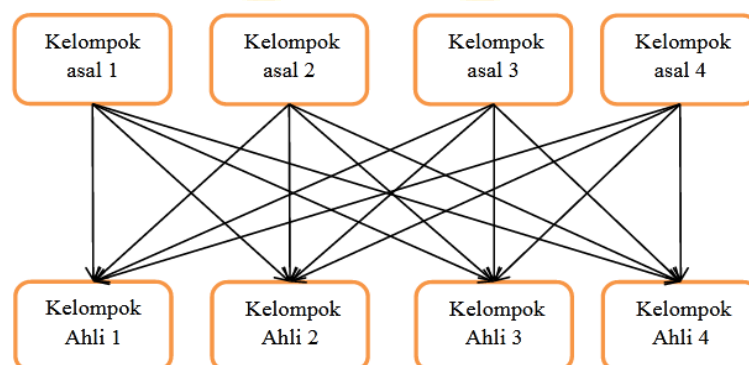 Kelompok
asal 1
Kelompok
asal 2
Kelompok
asal 3
Kelompok
asal 4
Kelompok
Ahli 1
Kelompok
Ahli 2
Kelompok
Ahli 3
Kelompok
Ahli 4